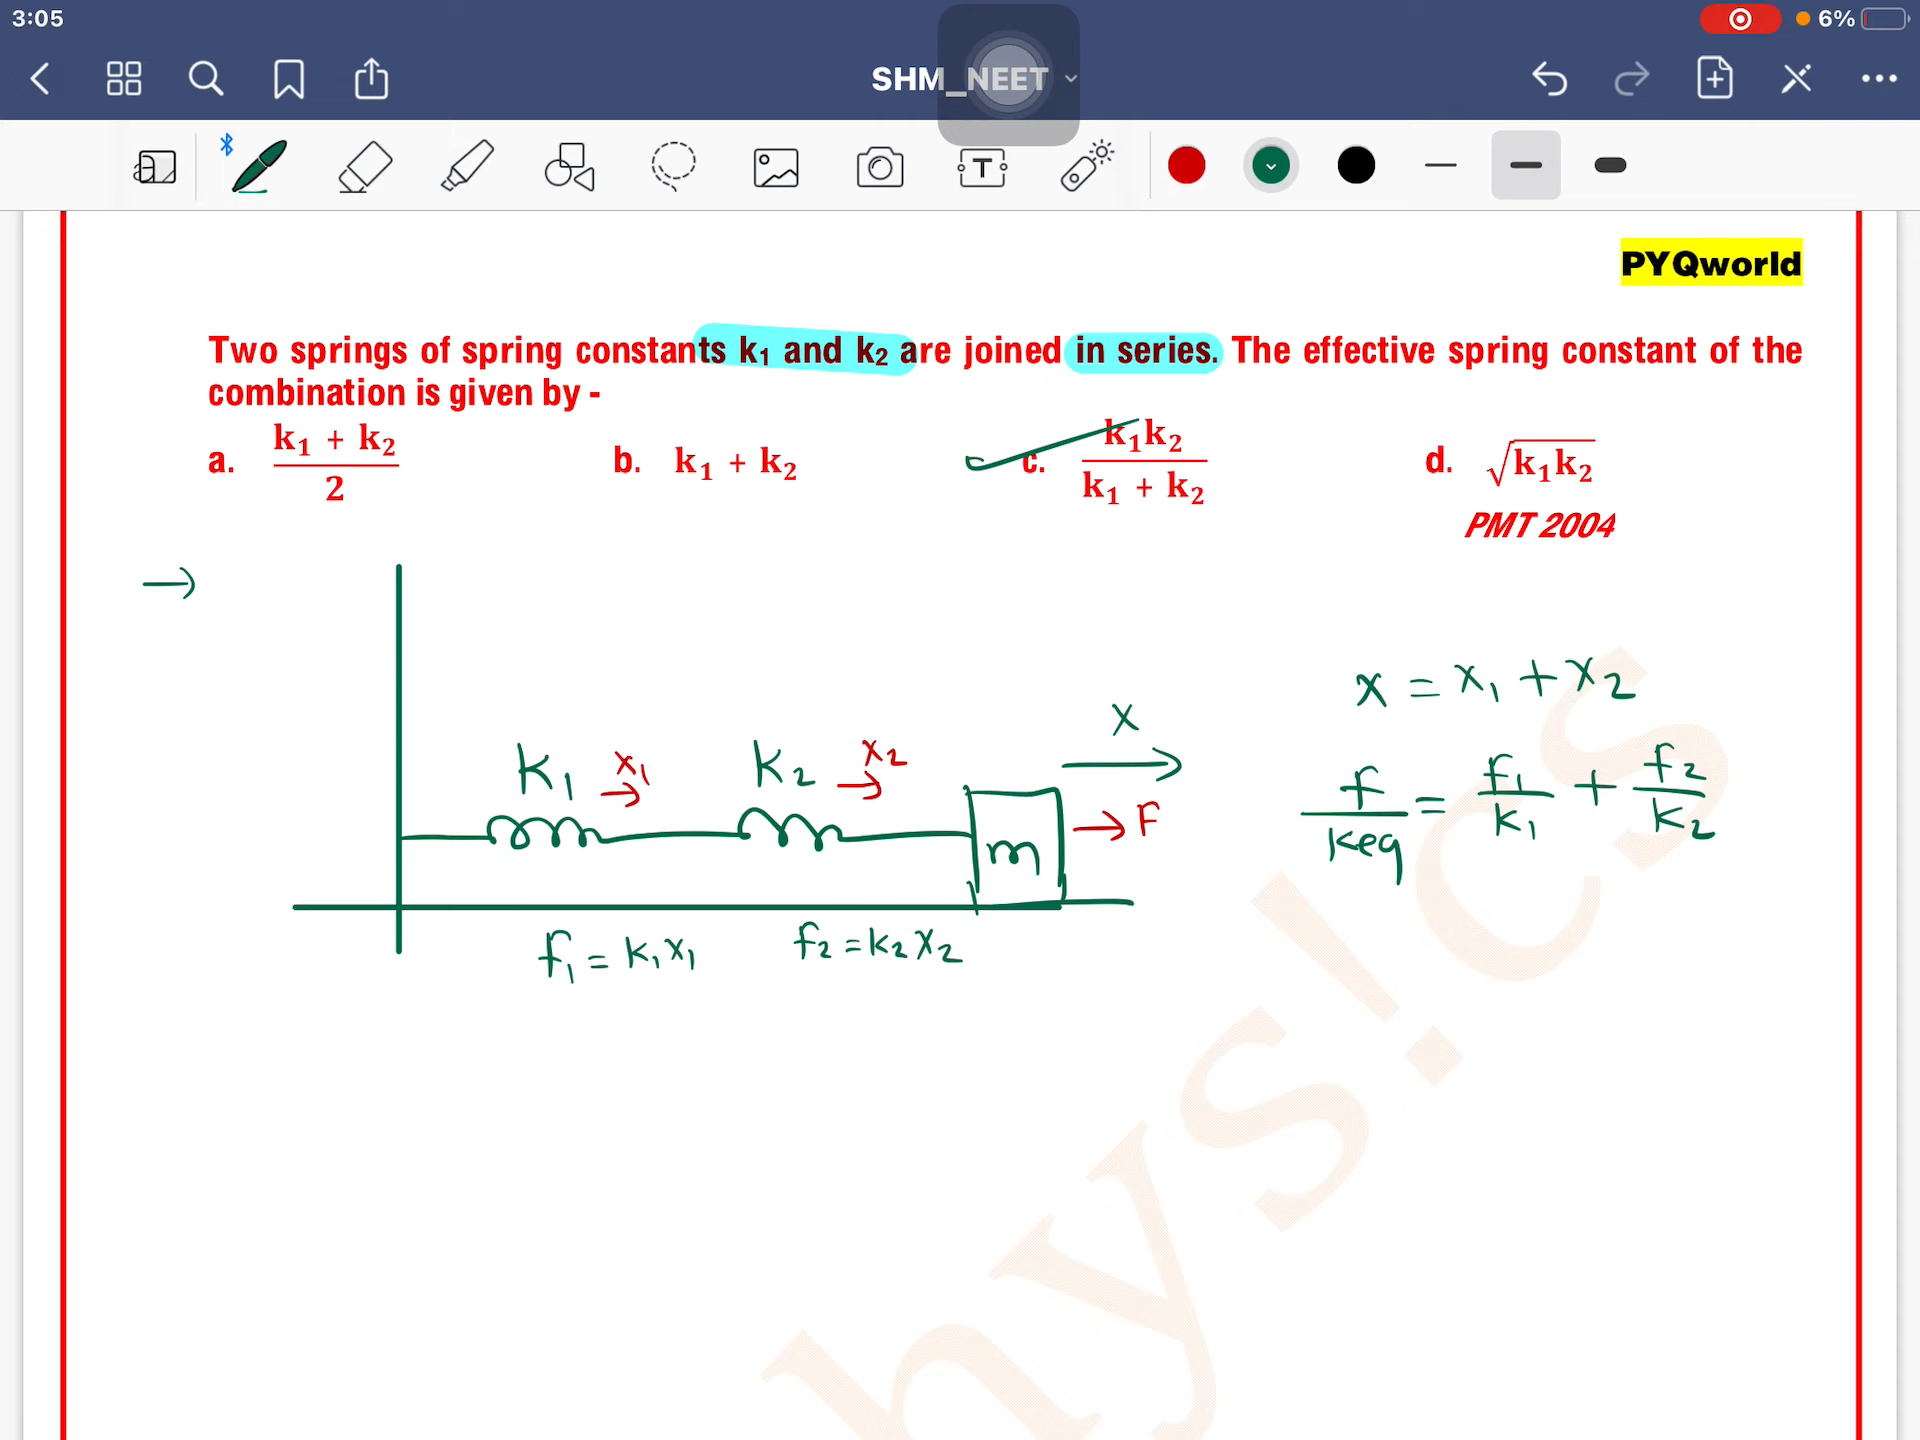 3:05
6%
SHM_NEET
T
PYQworld
Two springs of spring constants k₁ and k₂ are joined in series. The effective spring constant of the
combination is given by -
a. (k₁ + k₂)/2 b. k₁ + k₂ c. k₁k₂/(k₁ + k₂) d. √(k₁k₂)
PMT 2004
→
x = x₁ + x₂
K₁ x₁ → K₂ x₂ → x →
f/keq = f₁/k₁ + f₂/k₂
m → F
f₁ = k₁x₁ f₂ = k₂x₂
hys!cs